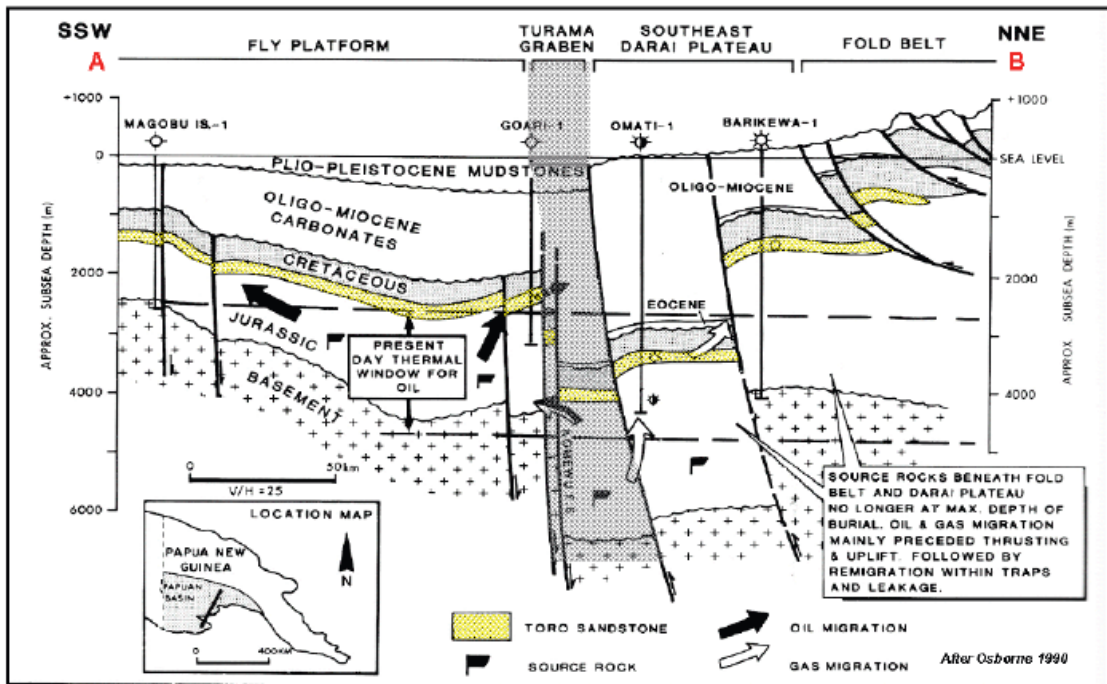 SSW
A
FLY PLATFORM
TURAMA
GRABEN
SOUTHEAST
DARAI PLATEAU
FOLD BELT
NNE
B
+1000
0
2000
4000
6000
APPROX. SUBSEA DEPTH (m)
MAGOBU IS.-1
GOARI-1
OMATI-1
BARIKEWA-1
+1000
SEA LEVEL
2000
4000
APPROX. SUBSEA DEPTH (m)
PLIO-PLEISTOCENE MUDSTONES
OLIGO-MIOCENE
CARBONATES
OLIGO-MIOCENE
CRETACEOUS
EOCENE
JURASSIC
BASEMENT
PRESENT
DAY THERMAL
WINDOW FOR
OIL
0
50km
V/H=25
LOCATION MAP
PAPUA NEW
GUINEA
PAPUAN
BASIN
N
0
400KM
SOURCE ROCKS BENEATH FOLD
BELT AND DARAI PLATEAU
NO LONGER AT MAX. DEPTH OF
BURIAL. OIL & GAS MIGRATION
MAINLY PRECEDED THRUSTING
& UPLIFT. FOLLOWED BY
REMIGRATION WITHIN TRAPS
AND LEAKAGE.
TORO SANDSTONE
OIL MIGRATION
SOURCE ROCK
GAS MIGRATION
After Osborne 1990